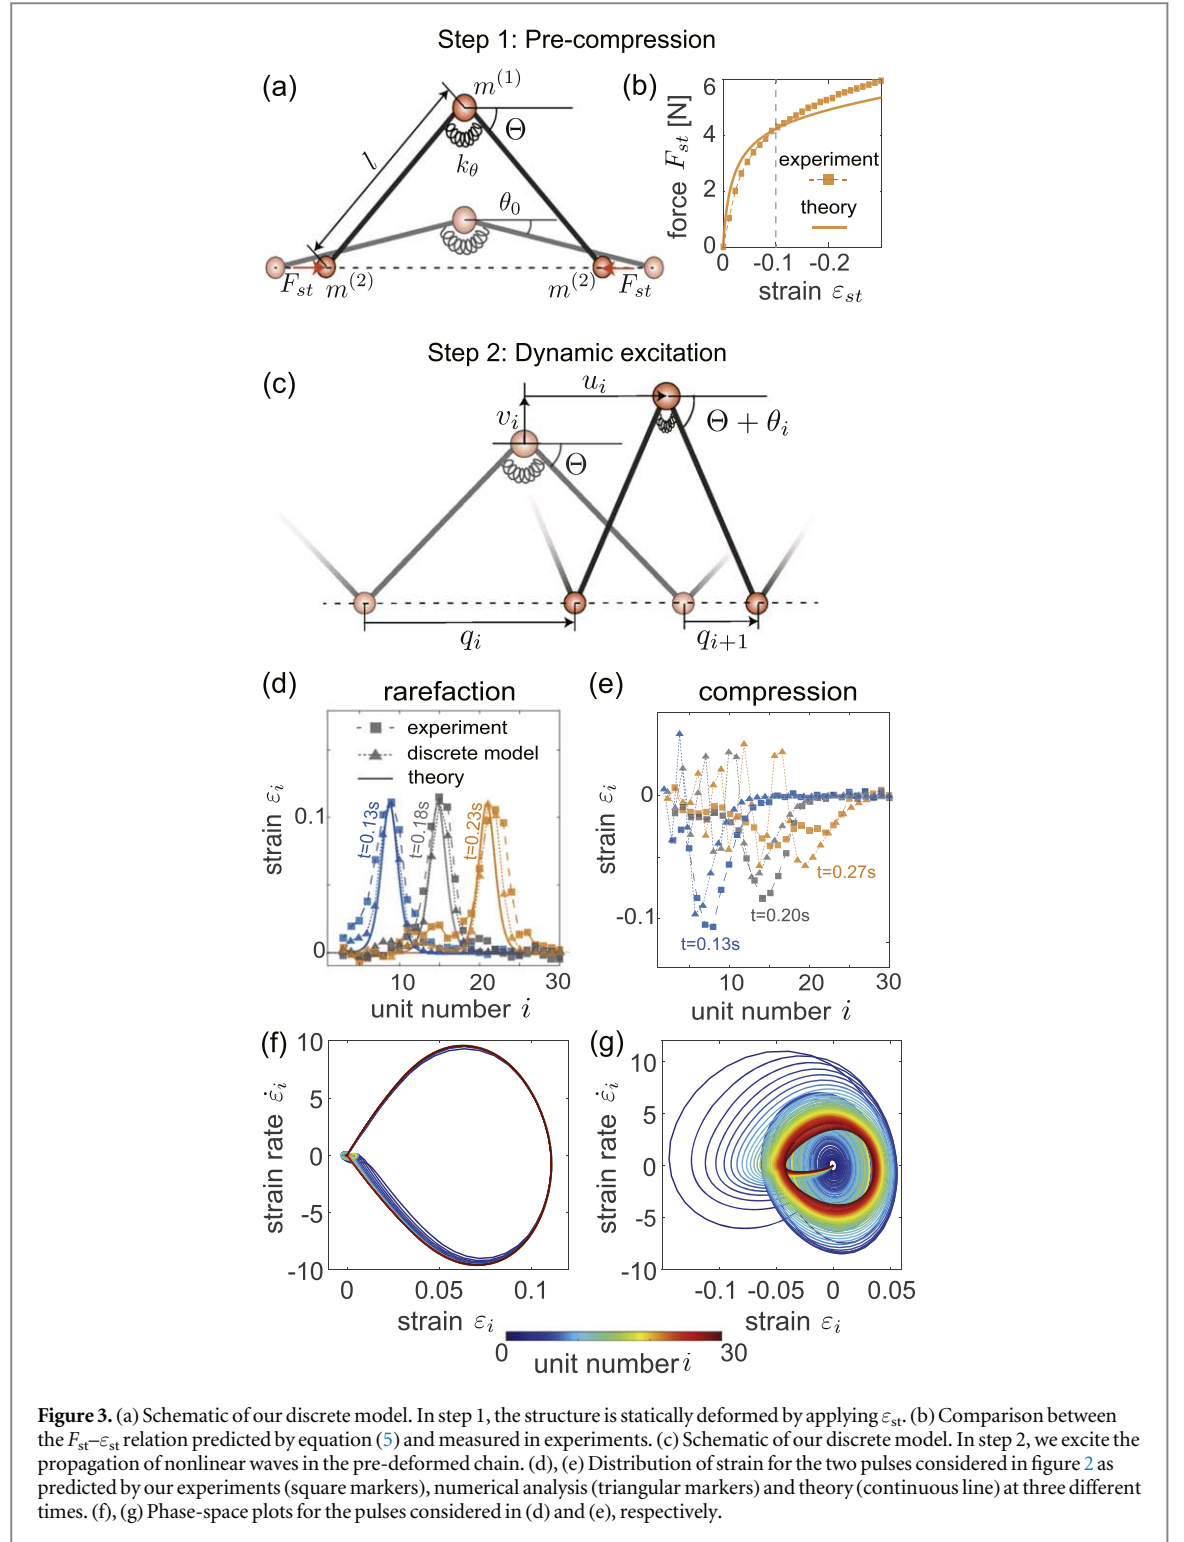 Step 1: Pre-compression
(a)
m^(1)
Θ
l
k_θ
θ_0
F_st
m^(2)
m^(2)
F_st
(b)
force F_st [N]
6
4
2
0
experiment
theory
0
-0.1
-0.2
strain ε_st
Step 2: Dynamic excitation
(c)
u_i
v_i
Θ + θ_i
Θ
q_i
q_{i+1}
(d)
rarefaction
experiment
discrete model
theory
strain ε_i
0.1
0
t=0.13s
t=0.18s
t=0.23s
10
20
30
unit number i
(e)
compression
strain ε_i
0
-0.1
t=0.27s
t=0.20s
t=0.13s
10
20
30
unit number i
(f)
strain rate ε̇_i
10
5
0
-5
-10
0
0.05
0.1
strain ε_i
(g)
strain rate ε̇_i
10
5
0
-5
-10
-0.1
-0.05
0
0.05
strain ε_i
0
30
unit number i
Figure 3. (a) Schematic of our discrete model. In step 1, the structure is statically deformed by applying ε_st. (b) Comparison between
the F_st–ε_st relation predicted by equation (5) and measured in experiments. (c) Schematic of our discrete model. In step 2, we excite the
propagation of nonlinear waves in the pre-deformed chain. (d), (e) Distribution of strain for the two pulses considered in figure 2 as
predicted by our experiments (square markers), numerical analysis (triangular markers) and theory (continuous line) at three different
times. (f), (g) Phase-space plots for the pulses considered in (d) and (e), respectively.